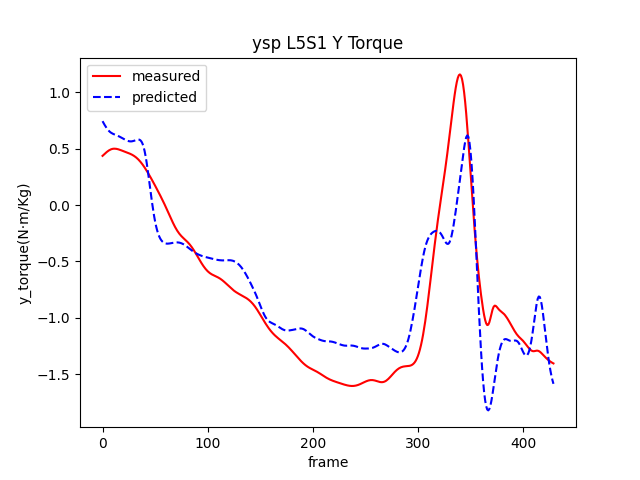 ysp L5S1 Y Torque
measured
predicted
1.0
0.5
0.0
−0.5
−1.0
−1.5
y_torque(N·m/Kg)
0 100 200 300 400
frame